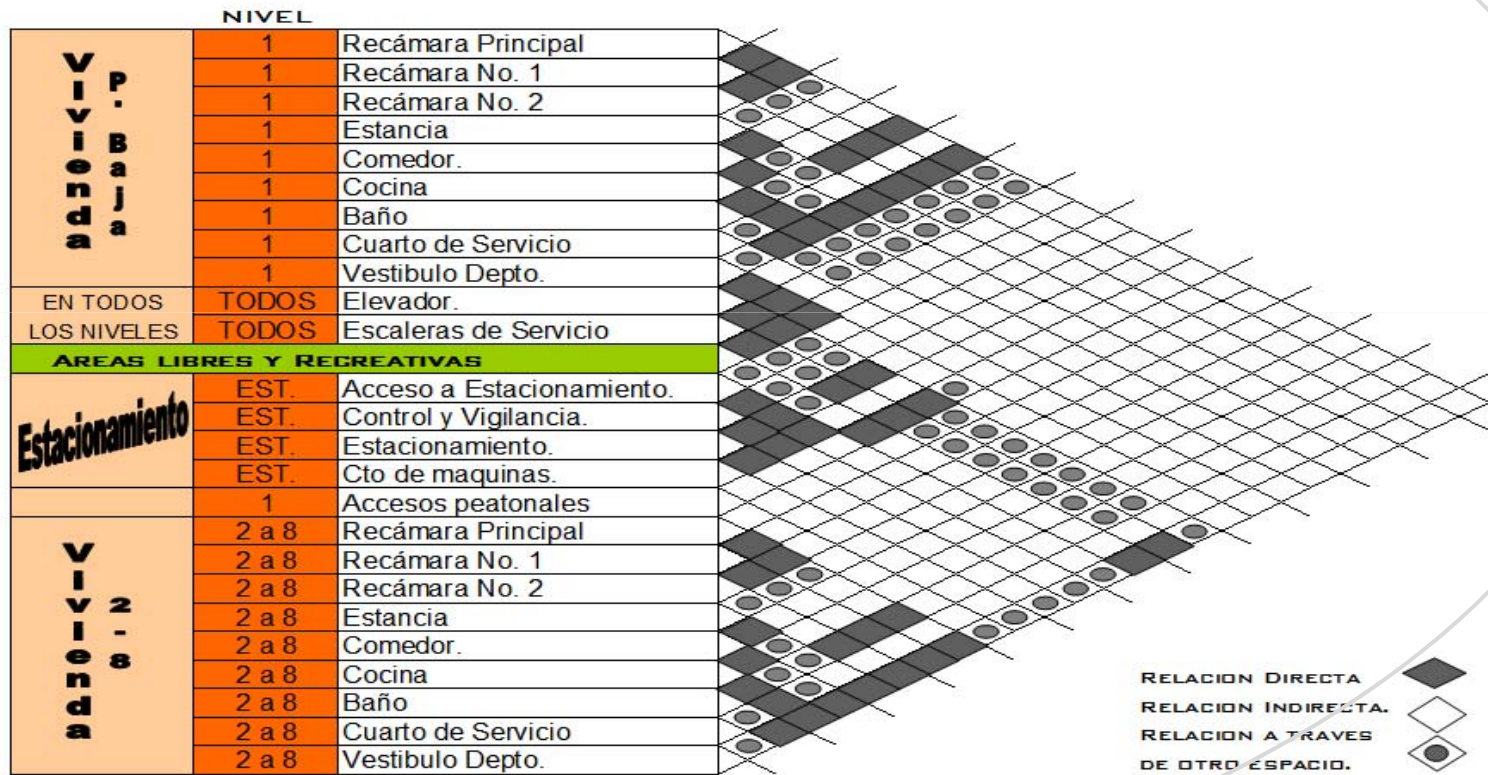 NIVEL
Vivienda P. Baja
1 Recámara Principal
1 Recámara No. 1
1 Recámara No. 2
1 Estancia
1 Comedor.
1 Cocina
1 Baño
1 Cuarto de Servicio
1 Vestibulo Depto.
EN TODOS TODOS Elevador.
LOS NIVELES TODOS Escaleras de Servicio
AREAS LIBRES Y RECREATIVAS
Estacionamiento
EST. Acceso a Estacionamiento.
EST. Control y Vigilancia.
EST. Estacionamiento.
EST. Cto de maquinas.
1 Accesos peatonales
Vivienda 2-8
2 a 8 Recámara Principal
2 a 8 Recámara No. 1
2 a 8 Recámara No. 2
2 a 8 Estancia
2 a 8 Comedor.
2 a 8 Cocina
2 a 8 Baño
2 a 8 Cuarto de Servicio
2 a 8 Vestibulo Depto.
RELACION DIRECTA
RELACION INDIRECTA.
RELACION A TRAVES
DE OTRO ESPACIO.